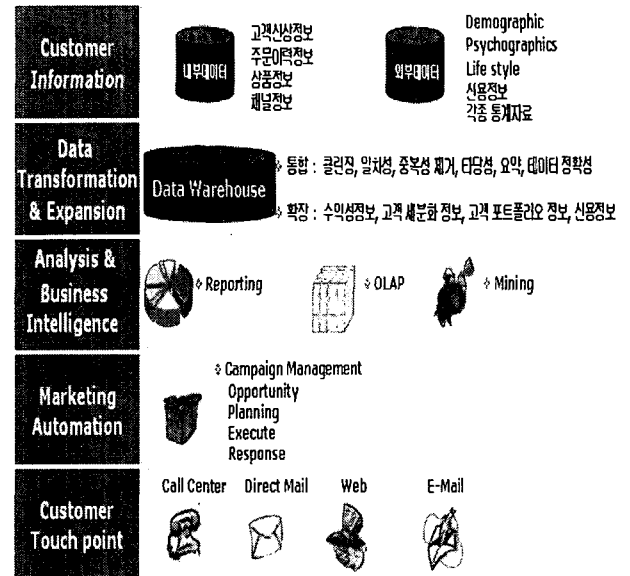 Customer
Information
내부데이터
고객신상정보
주문이력정보
상품정보
채널정보
외부데이터
Demographic
Psychographics
Life style
신용정보
각종 통계자료
Data
Transformation
& Expansion
Data Warehouse
통합 : 클린징, 일치성, 중복성 제거, 타당성, 요약, 데이터 정확성
확장 : 수익성정보, 고객 세분화 정보, 고객 포트폴리오 정보, 신용정보
Analysis &
Business
Intelligence
Reporting
OLAP
Mining
Marketing
Automation
Campaign Management
Opportunity
Planning
Execute
Response
Customer
Touch point
Call Center
Direct Mail
Web
E-Mail